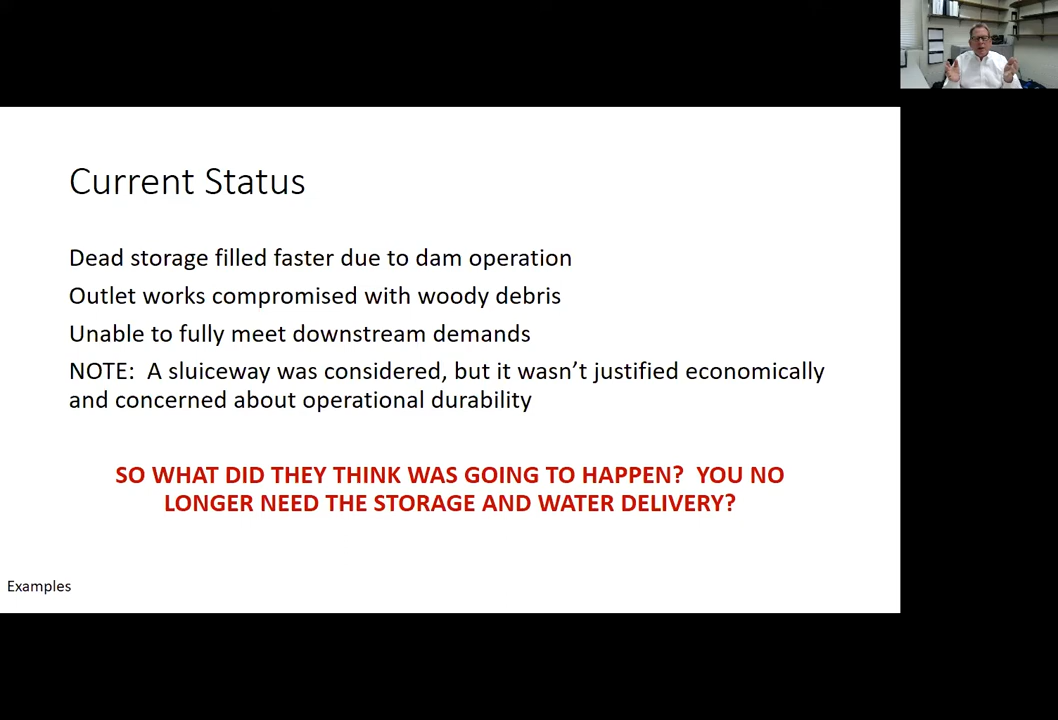 Current Status
Dead storage filled faster due to dam operation
Outlet works compromised with woody debris
Unable to fully meet downstream demands
NOTE:  A sluiceway was considered, but it wasn’t justified economically
and concerned about operational durability
SO WHAT DID THEY THINK WAS GOING TO HAPPEN?  YOU NO
LONGER NEED THE STORAGE AND WATER DELIVERY?
Examples